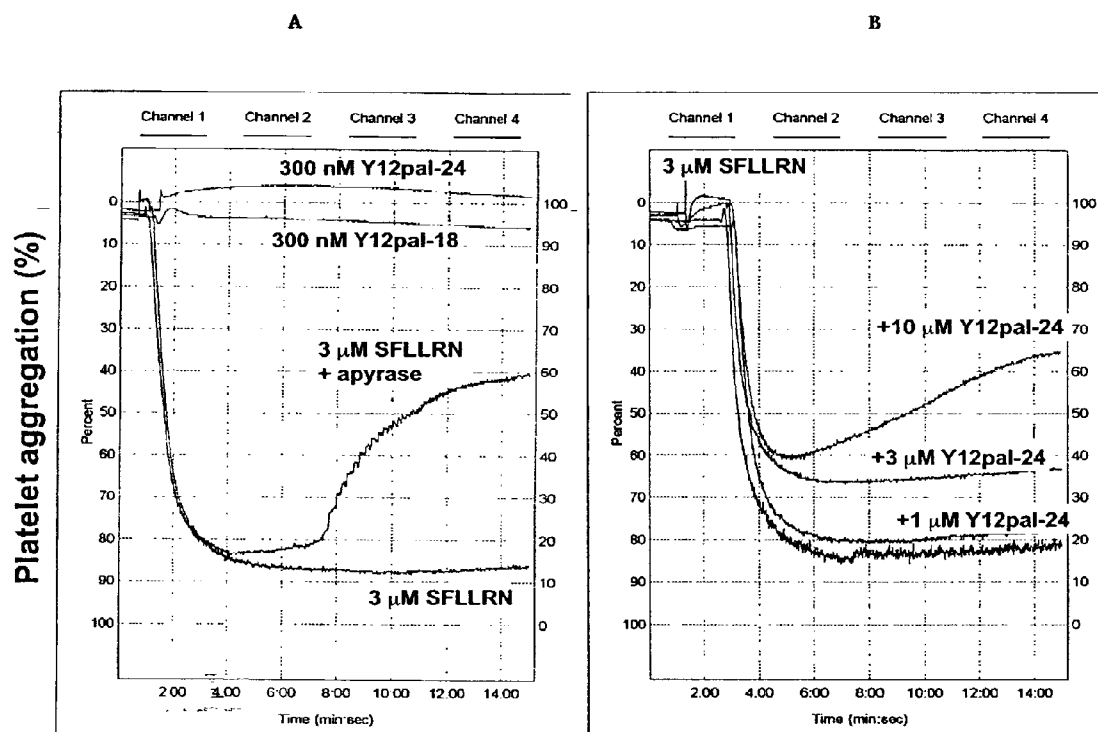 A
B
Platelet aggregation (%)
Channel 1 Channel 2 Channel 3 Channel 4
300 nM Y12pal-24
300 nM Y12pal-18
3 μM SFLLRN
+ apyrase
3 μM SFLLRN
Percent
0
10
20
30
40
50
60
70
80
90
100
100
90
80
70
60
50
40
30
20
10
0
2:00 4:00 6:00 8:00 10:00 12:00 14:00
Time (min:sec)
Channel 1 Channel 2 Channel 3 Channel 4
3 μM SFLLRN
+10 μM Y12pal-24
+3 μM Y12pal-24
+1 μM Y12pal-24
Percent
0
10
20
30
40
50
60
70
80
90
100
100
90
80
70
60
50
40
30
20
10
0
2:00 4:00 6:00 8:00 10:00 12:00 14:00
Time (min:sec)